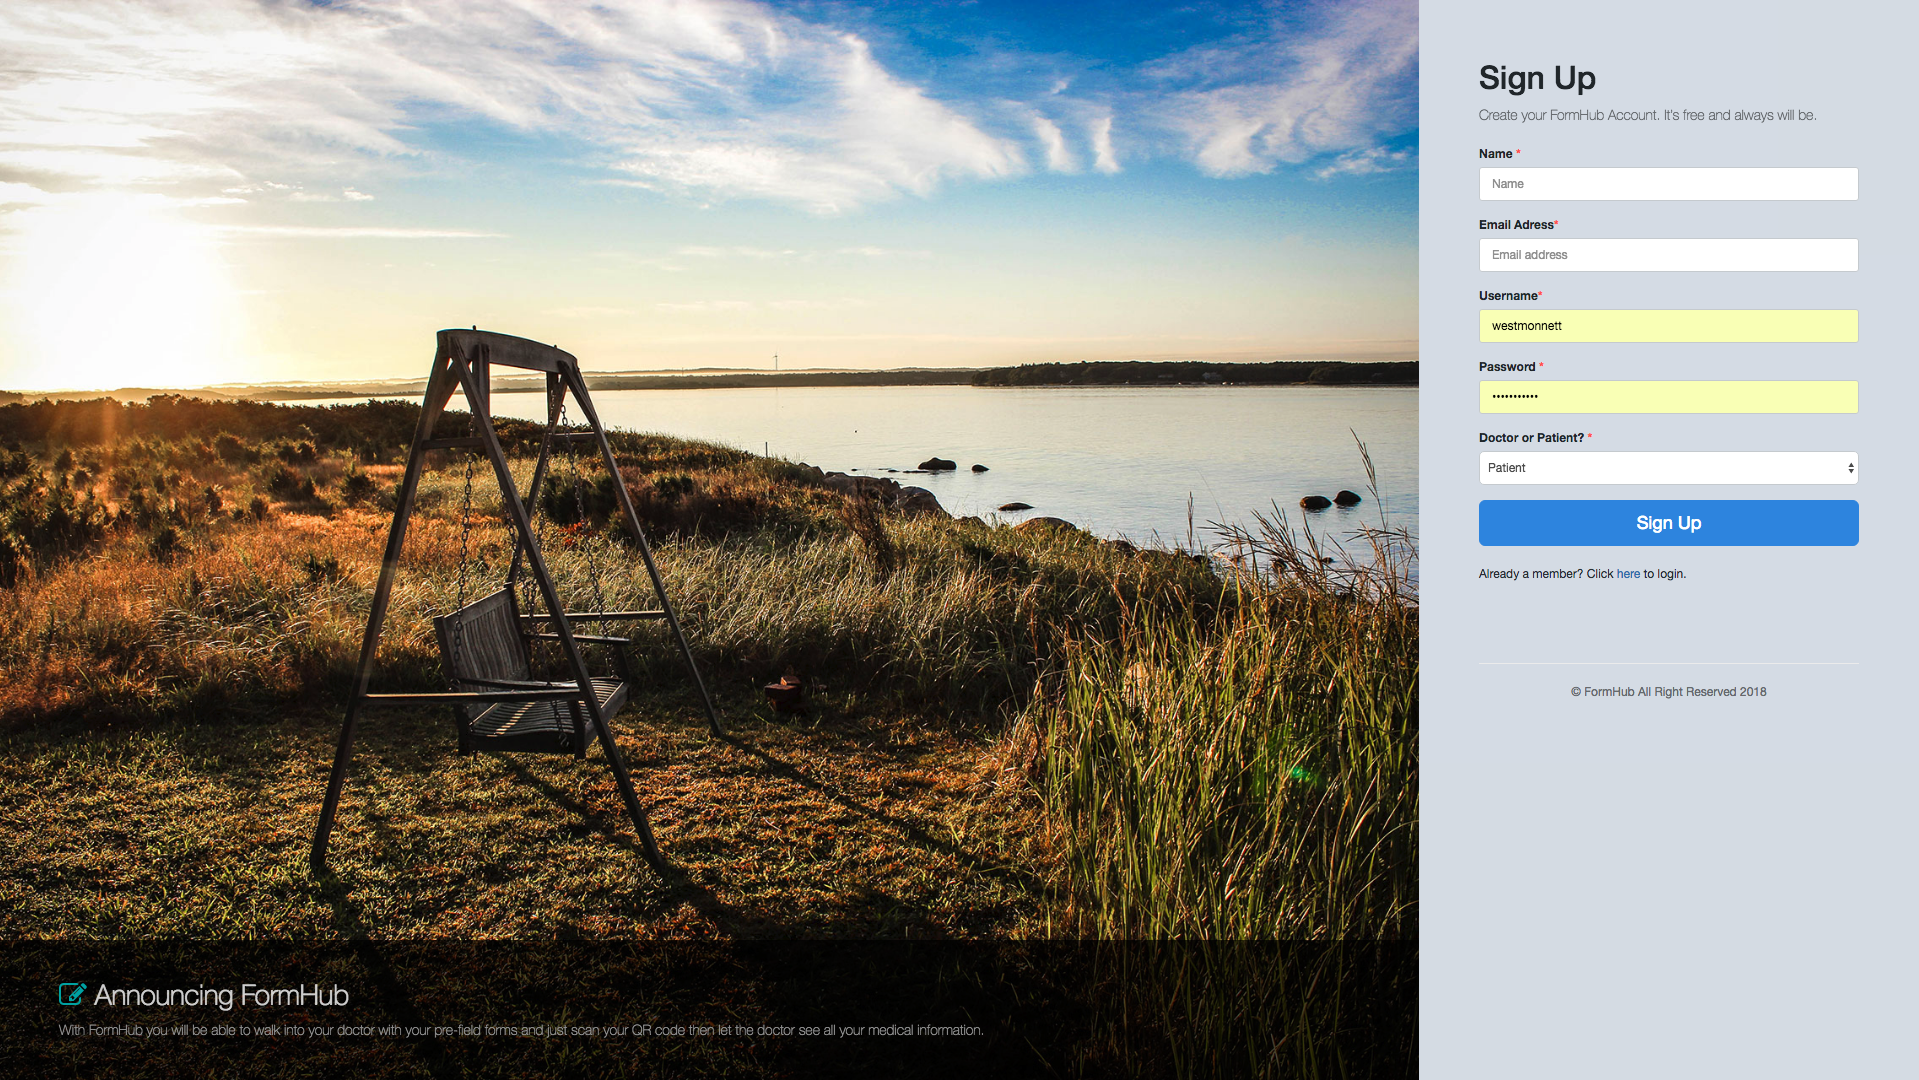 Sign Up
Create your FormHub Account. It's free and always will be.
Name *
Name
Email Adress*
Email address
Username*
westmonnett
Password *
•••••••••••
Doctor or Patient? *
Patient
Sign Up
Already a member? Click here to login.
© FormHub All Right Reserved 2018
Announcing FormHub
With FormHub you will be able to walk into your doctor with your pre-field forms and just scan your QR code then let the doctor see all your medical information.